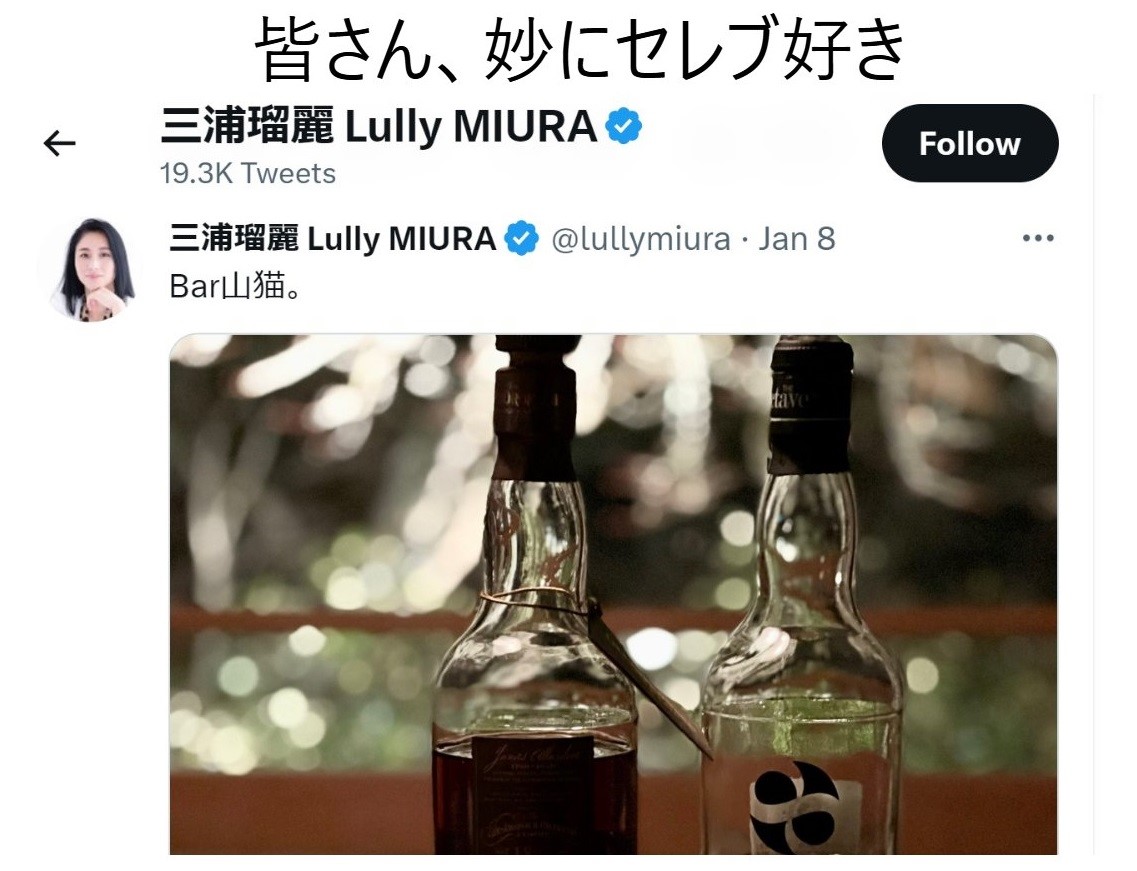 皆さん、妙にセレブ好き
三浦瑠麗 Lully MIURA
19.3K Tweets
Follow
三浦瑠麗 Lully MIURA @lullymiura · Jan 8
Bar山猫。
THE